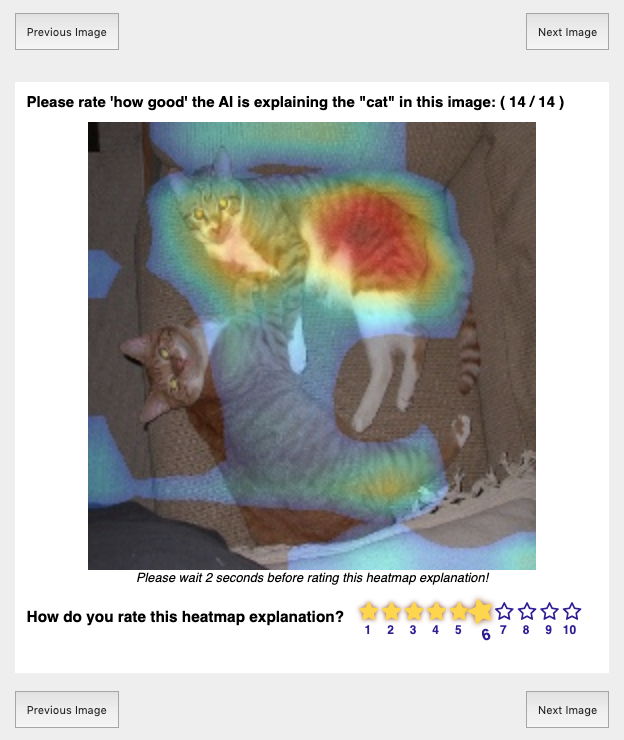 Previous Image
Next Image
Please rate 'how good' the AI is explaining the "cat" in this image: ( 14 / 14 )
Please wait 2 seconds before rating this heatmap explanation!
How do you rate this heatmap explanation?
1 2 3 4 5 6 7 8 9 10
Previous Image
Next Image